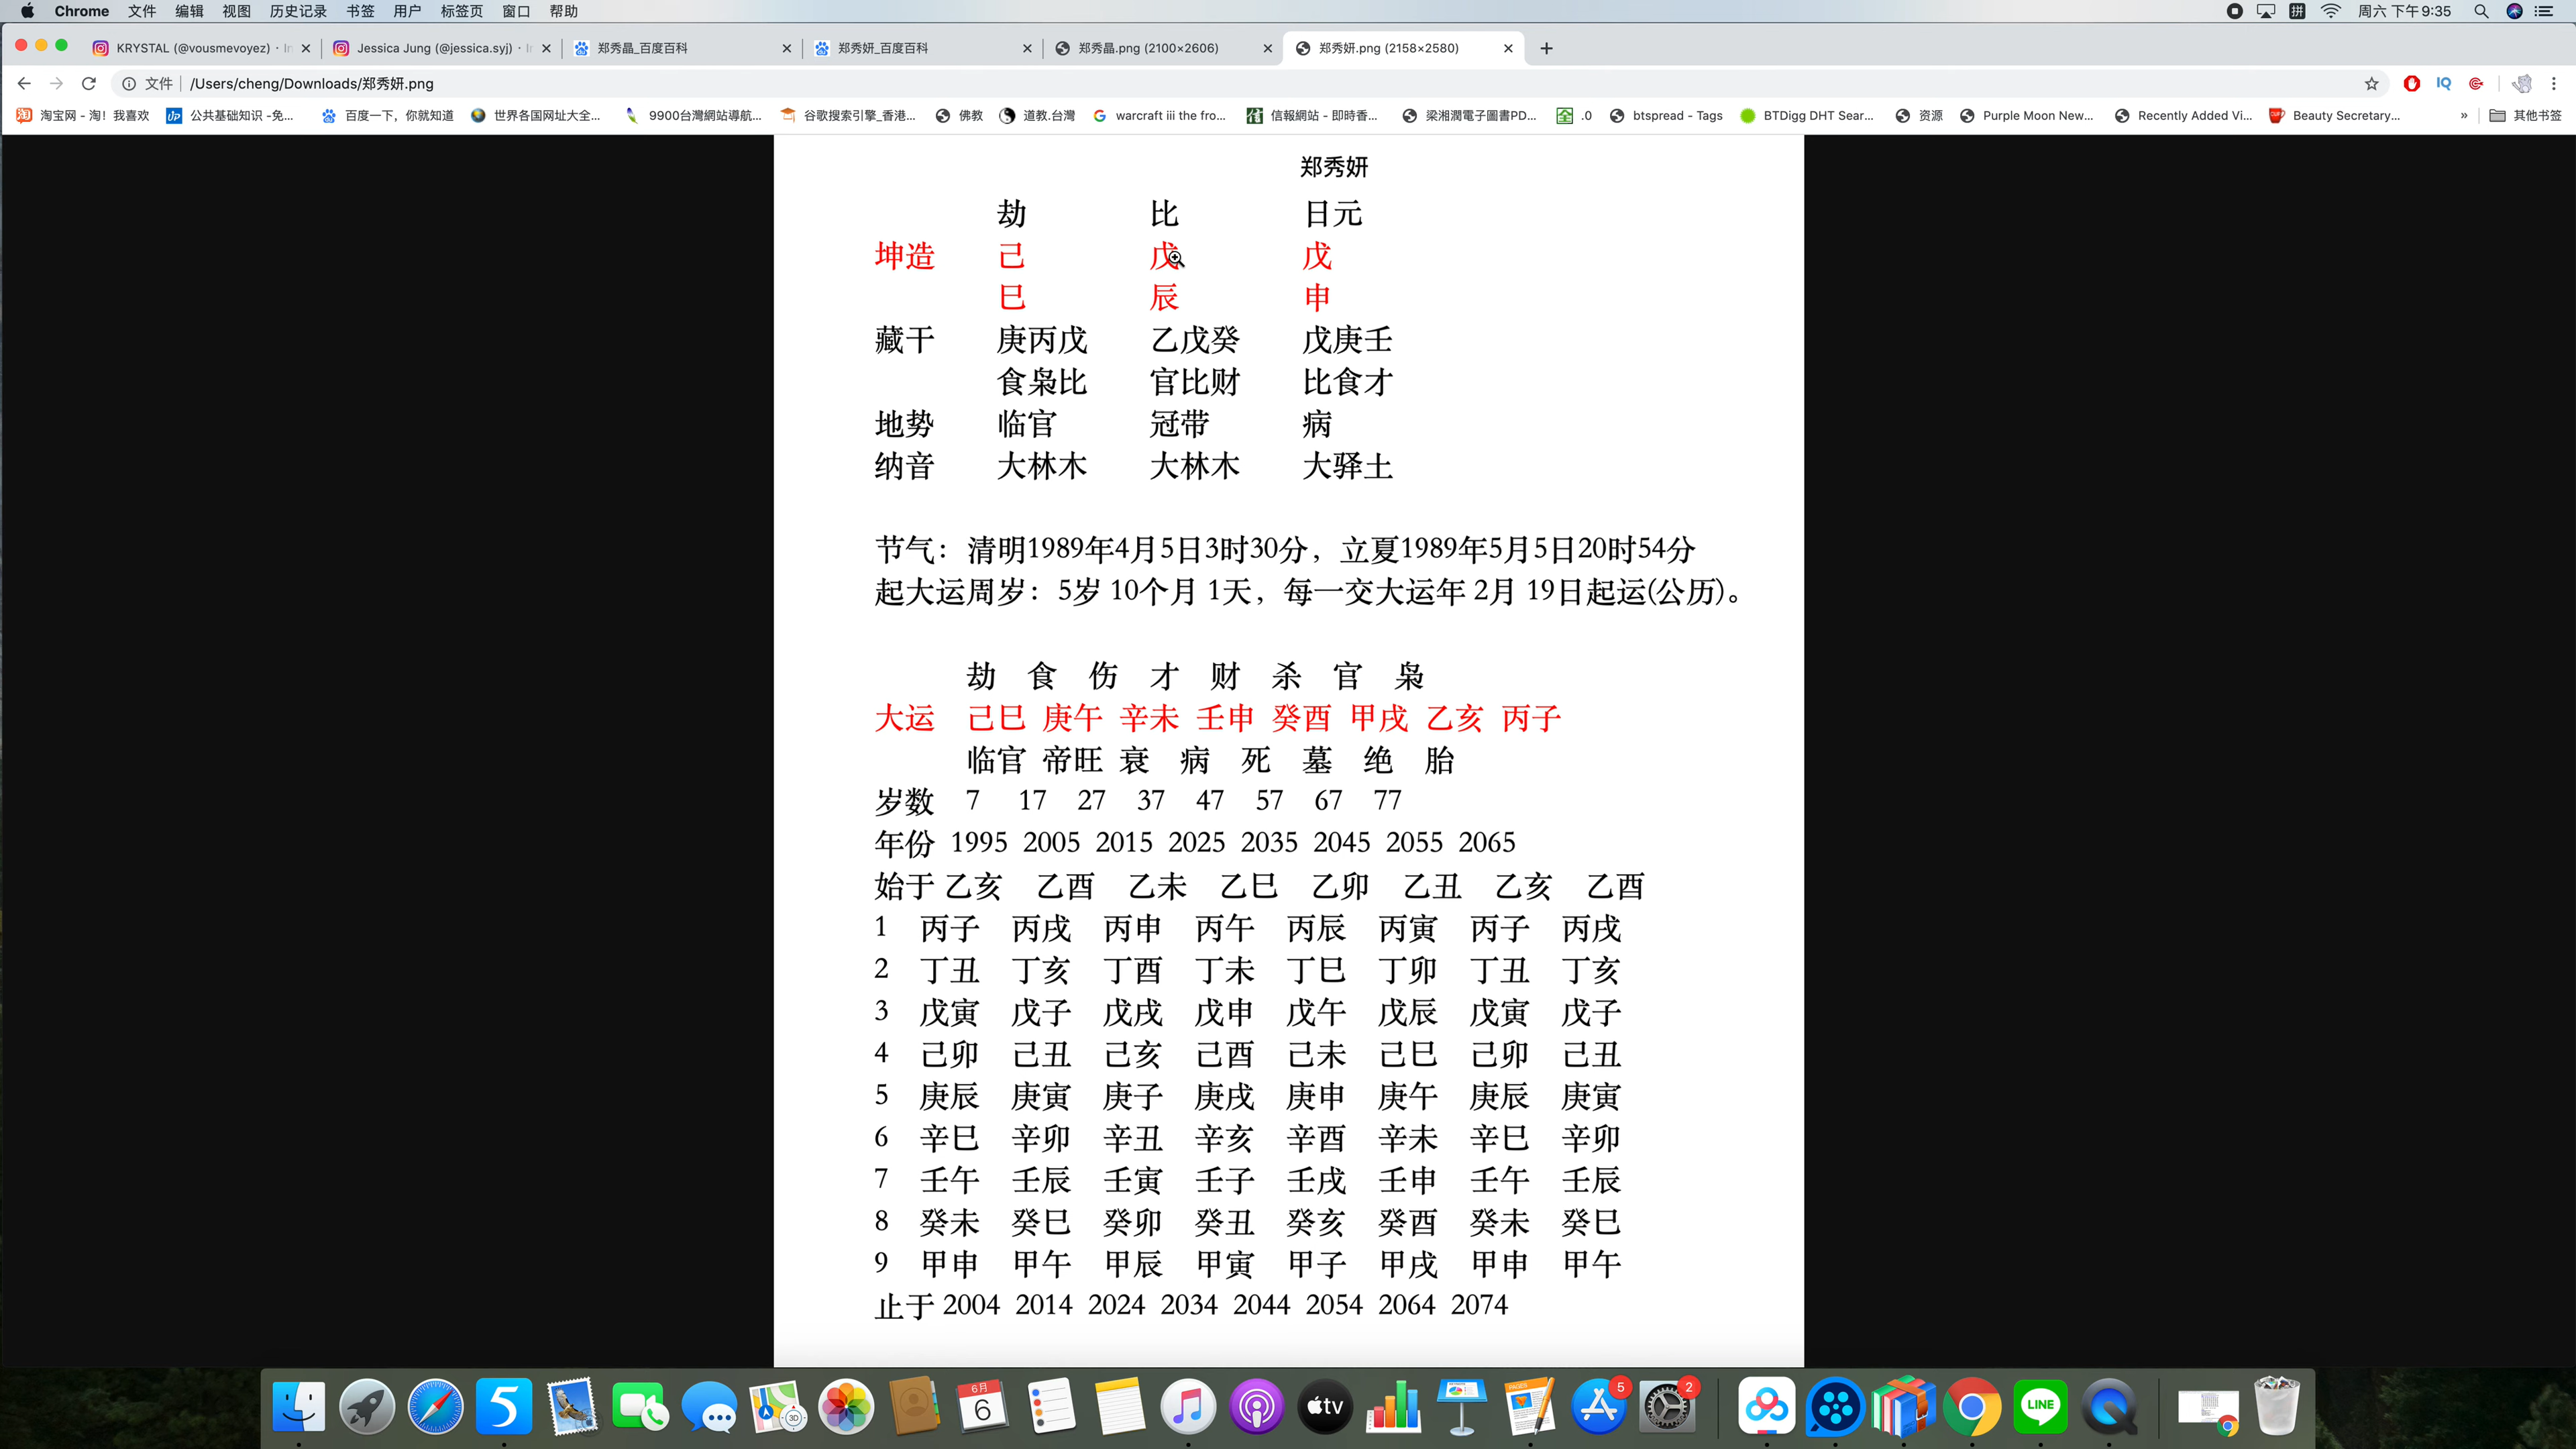 Chrome 文件 编辑 视图 历史记录 书签 用户 标签页 窗口 帮助 拼 周六 下午9:35
KRYSTAL (@vousmevoyez) · In Jessica Jung (@jessica.syj) · I 郑秀晶_百度百科 郑秀妍_百度百科 郑秀晶.png (2100×2606) 郑秀妍.png (2158×2580)
文件 /Users/cheng/Downloads/郑秀妍.png IQ
淘 淘宝网 - 淘！我喜欢 公共基础知识 -免... 百度一下，你就知道 世界各国网址大全... 9900台灣網站導航... 谷歌搜索引擎_香港... 佛教 道教.台灣 warcraft iii the fro... 信 信報網站 - 即時香... 梁湘潤電子圖書PD... 全 .0 btspread - Tags BTDigg DHT Sear... 资源 Purple Moon New... Recently Added Vi... Beauty Secretary... » 其他书签
郑秀妍
劫 比 日元
坤造 己 戊 戊
巳 辰 申
藏干 庚丙戊 乙戊癸 戊庚壬
食枭比 官比财 比食才
地势 临官 冠带 病
纳音 大林木 大林木 大驿土
节气：清明1989年4月5日3时30分，立夏1989年5月5日20时54分
起大运周岁：5岁 10个月 1天，每一交大运年 2月 19日起运(公历)。
劫 食 伤 才 财 杀 官 枭
大运 己巳 庚午 辛未 壬申 癸酉 甲戌 乙亥 丙子
临官 帝旺 衰 病 死 墓 绝 胎
岁数 7 17 27 37 47 57 67 77
年份 1995 2005 2015 2025 2035 2045 2055 2065
始于 乙亥 乙酉 乙未 乙巳 乙卯 乙丑 乙亥 乙酉
1 丙子 丙戌 丙申 丙午 丙辰 丙寅 丙子 丙戌
2 丁丑 丁亥 丁酉 丁未 丁巳 丁卯 丁丑 丁亥
3 戊寅 戊子 戊戌 戊申 戊午 戊辰 戊寅 戊子
4 己卯 己丑 己亥 己酉 己未 己巳 己卯 己丑
5 庚辰 庚寅 庚子 庚戌 庚申 庚午 庚辰 庚寅
6 辛巳 辛卯 辛丑 辛亥 辛酉 辛未 辛巳 辛卯
7 壬午 壬辰 壬寅 壬子 壬戌 壬申 壬午 壬辰
8 癸未 癸巳 癸卯 癸丑 癸亥 癸酉 癸未 癸巳
9 甲申 甲午 甲辰 甲寅 甲子 甲戌 甲申 甲午
止于 2004 2014 2024 2034 2044 2054 2064 2074
5 3D 6月 6 tv PAGES 5 2 LINE